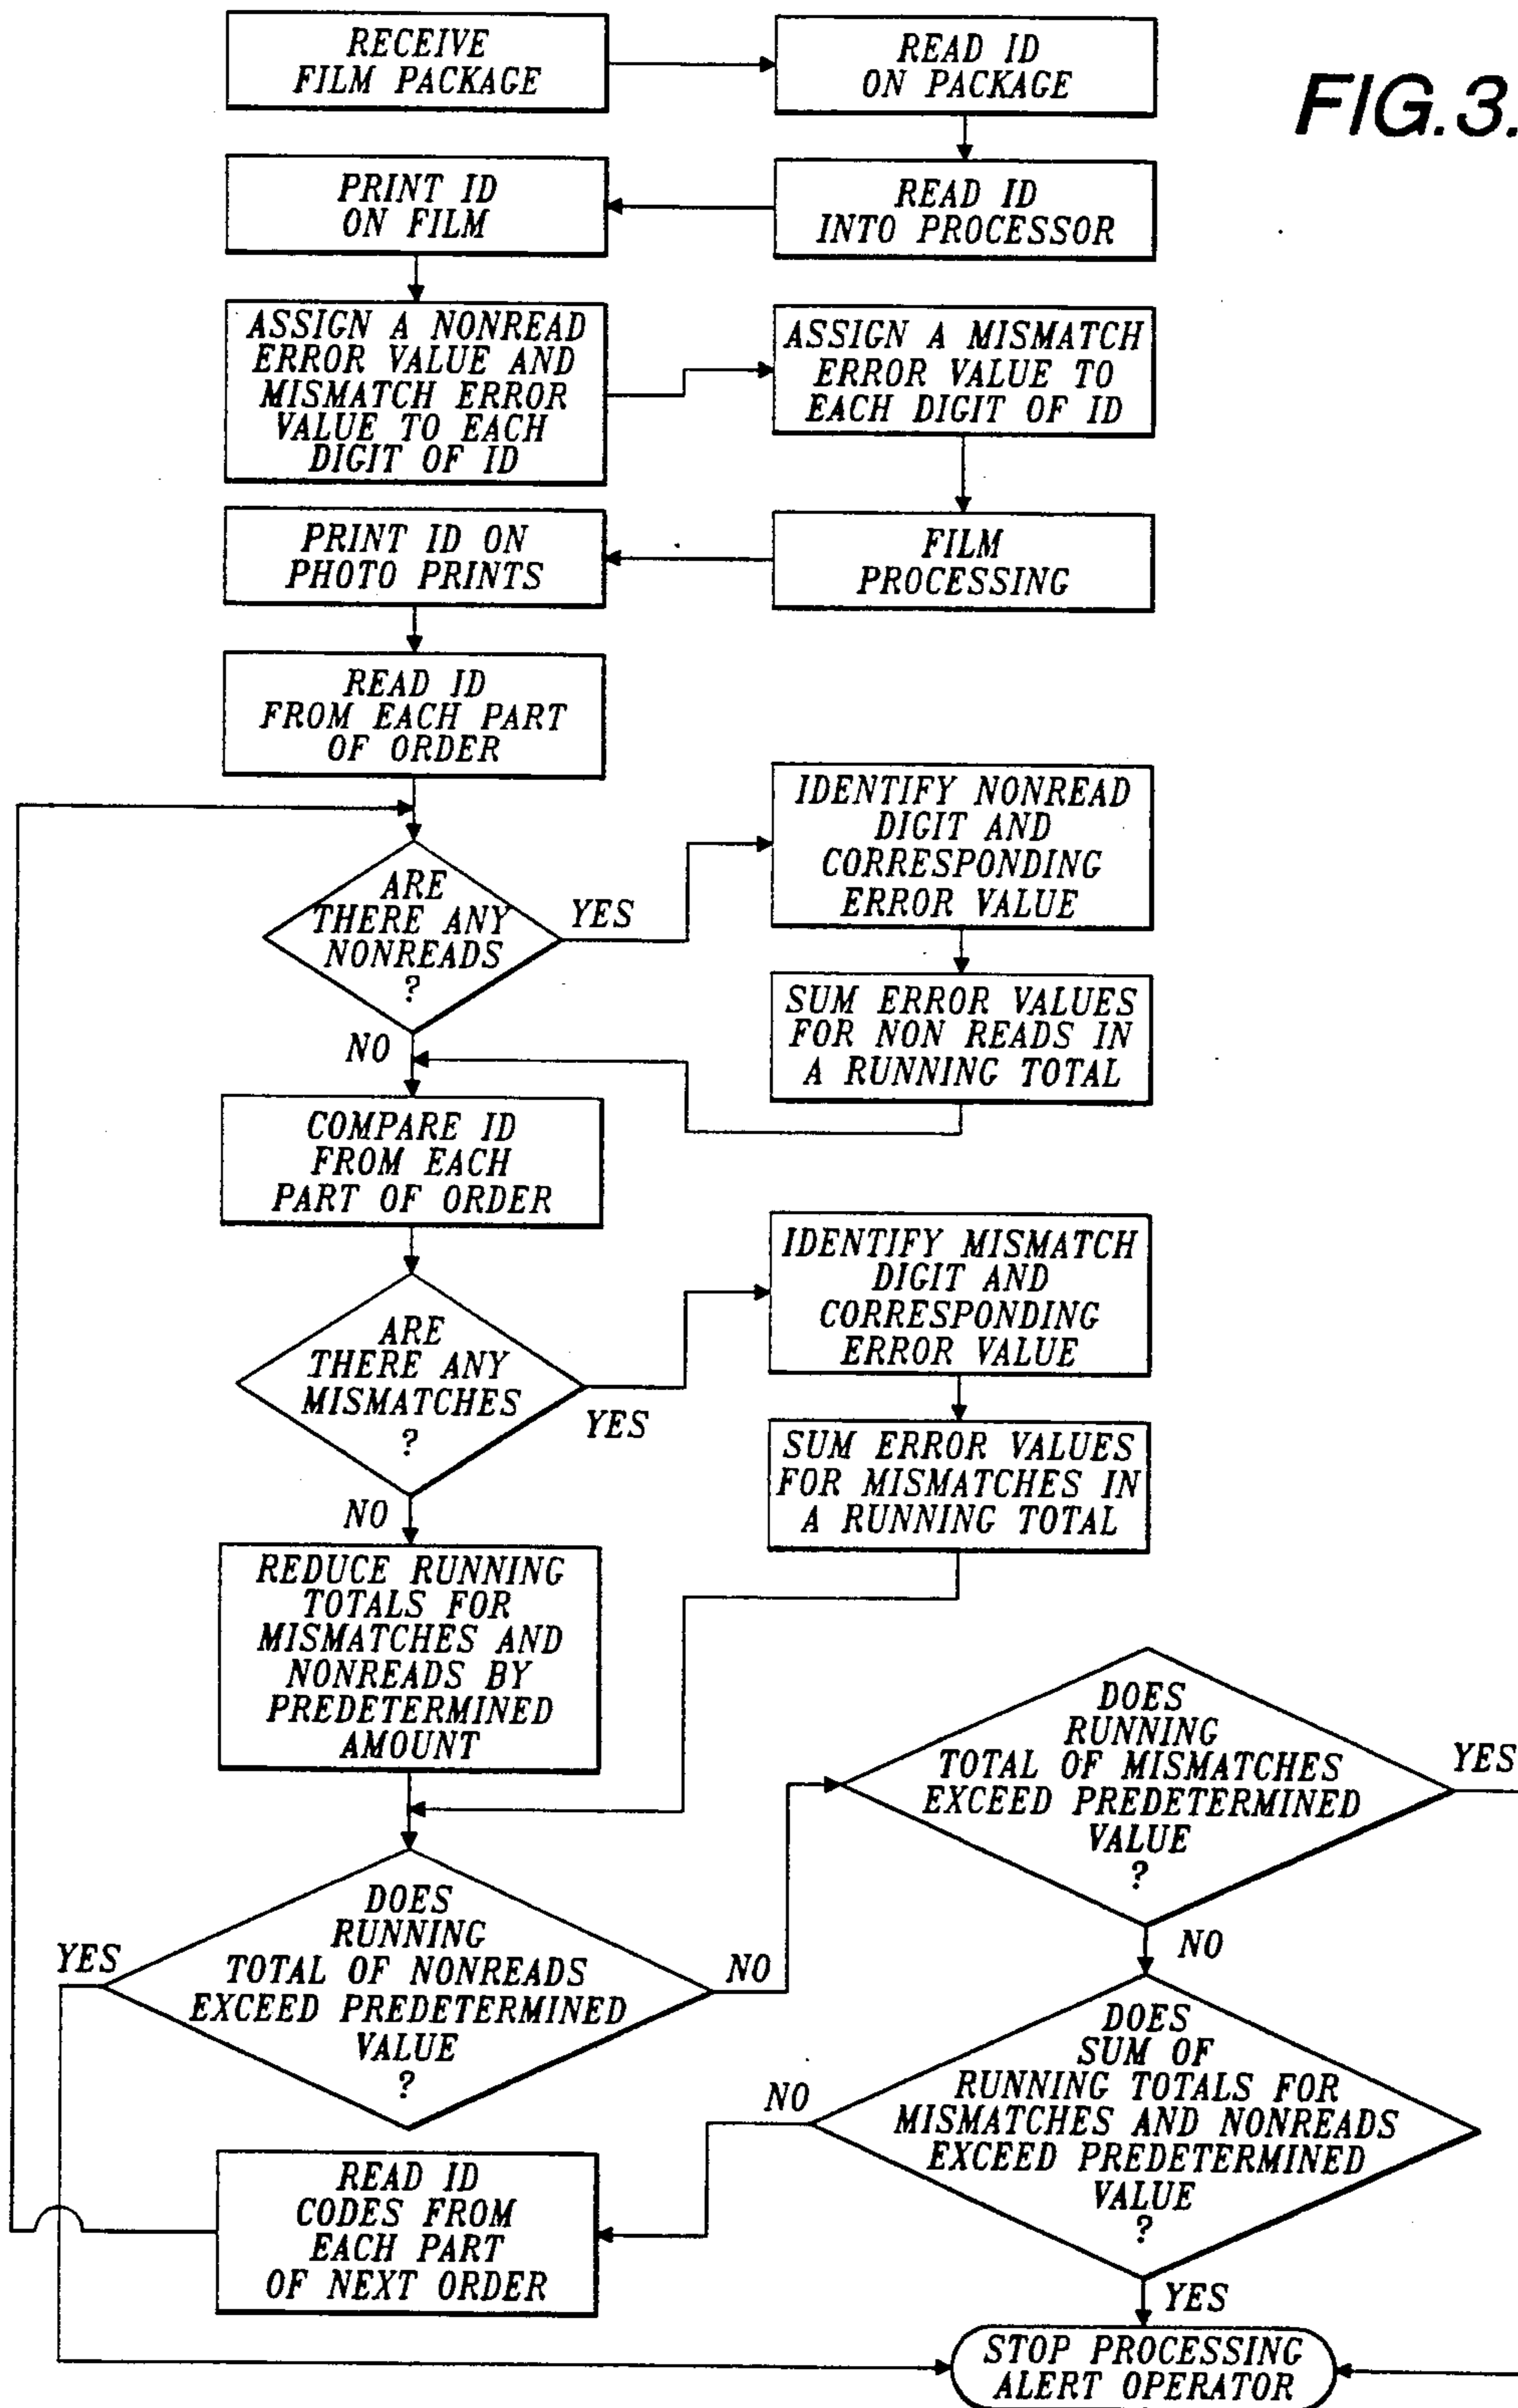 RECEIVE
FILM PACKAGE
READ ID
ON PACKAGE
FIG.3.
PRINT ID
ON FILM
READ ID
INTO PROCESSOR
ASSIGN A NONREAD
ERROR VALUE AND
MISMATCH ERROR
VALUE TO EACH
DIGIT OF ID
ASSIGN A MISMATCH
ERROR VALUE TO
EACH DIGIT OF ID
PRINT ID ON
PHOTO PRINTS
FILM
PROCESSING
READ ID
FROM EACH PART
OF ORDER
ARE
THERE ANY
NONREADS
?
YES
NO
IDENTIFY NONREAD
DIGIT AND
CORRESPONDING
ERROR VALUE
SUM ERROR VALUES
FOR NON READS IN
A RUNNING TOTAL
COMPARE ID
FROM EACH
PART OF ORDER
ARE
THERE ANY
MISMATCHES
?
YES
NO
IDENTIFY MISMATCH
DIGIT AND
CORRESPONDING
ERROR VALUE
SUM ERROR VALUES
FOR MISMATCHES IN
A RUNNING TOTAL
REDUCE RUNNING
TOTALS FOR
MISMATCHES AND
NONREADS BY
PREDETERMINED
AMOUNT
DOES
RUNNING
TOTAL OF MISMATCHES
EXCEED PREDETERMINED
VALUE
?
YES
NO
DOES
RUNNING
TOTAL OF NONREADS
EXCEED PREDETERMINED
VALUE
?
YES
NO
DOES
SUM OF
RUNNING TOTALS FOR
MISMATCHES AND NONREADS
EXCEED PREDETERMINED
VALUE
?
NO
YES
READ ID
CODES FROM
EACH PART
OF NEXT ORDER
STOP PROCESSING
ALERT OPERATOR